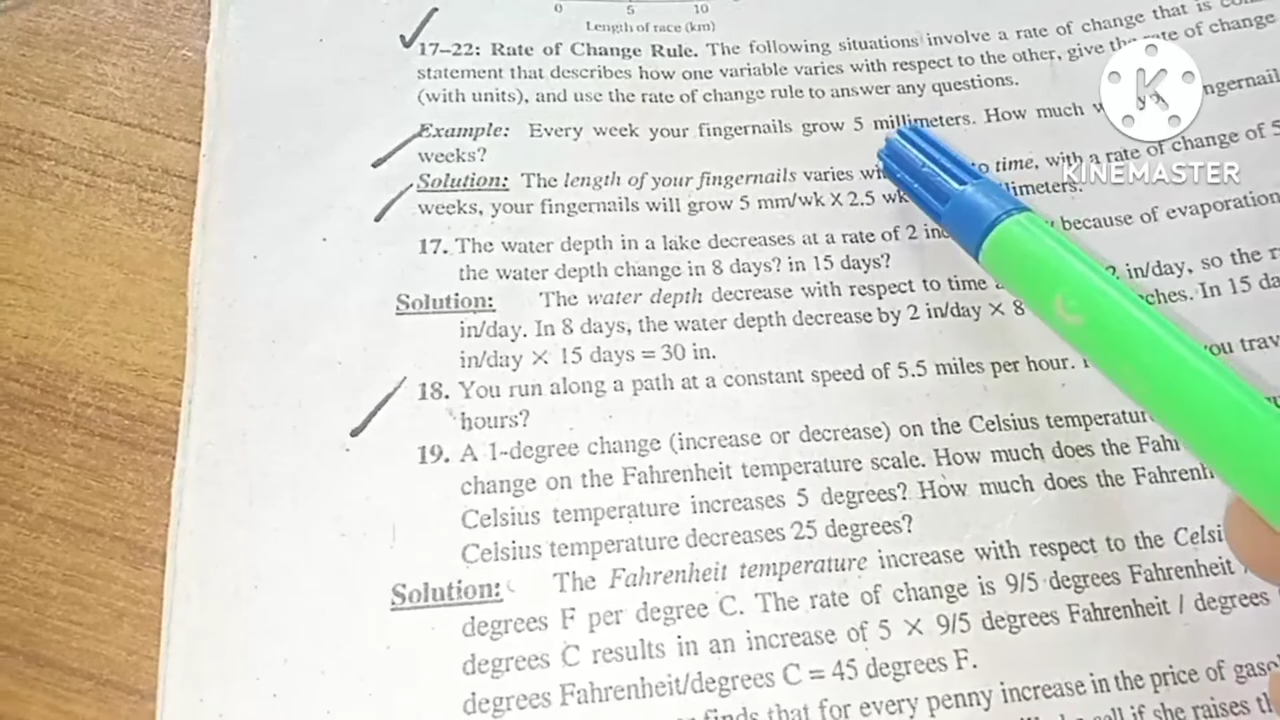 0 5 10
Length of race (km)
17–22: Rate of Change Rule. The following situations involve a rate of change that is
statement that describes how one variable varies with respect to the other, give the rate of change
(with units), and use the rate of change rule to answer any questions.
K
KINEMASTER
Example: Every week your fingernails grow 5 millimeters. How much
weeks?
Solution: The length of your fingernails varies to time, with a rate of change of 5
weeks, your fingernails will grow 5 mm/wk X 2.5 wk
17. The water depth in a lake decreases at a rate of 2 because of evaporation
the water depth change in 8 days? in 15 days?
Solution: The water depth decrease with respect to time 2 in/day, so the
in/day. In 8 days, the water depth decrease by 2 in/day × 8 In 15
in/day × 15 days = 30 in.
18. You run along a path at a constant speed of 5.5 miles per hour. you
hours?
19. A 1-degree change (increase or decrease) on the Celsius
change on the Fahrenheit temperature scale. How much does the
Celsius temperature increases 5 degrees? How much does the
Celsius temperature decreases 25 degrees?
Solution: The Fahrenheit temperature increase with respect to the
degrees F per degree C. The rate of change is 9/5 degrees Fahrenheit /
degrees C results in an increase of 5 × 9/5 degrees Fahrenheit / degrees
degrees Fahrenheit/degrees C = 45 degrees F.
finds that for every penny increase in the price of
if she raises